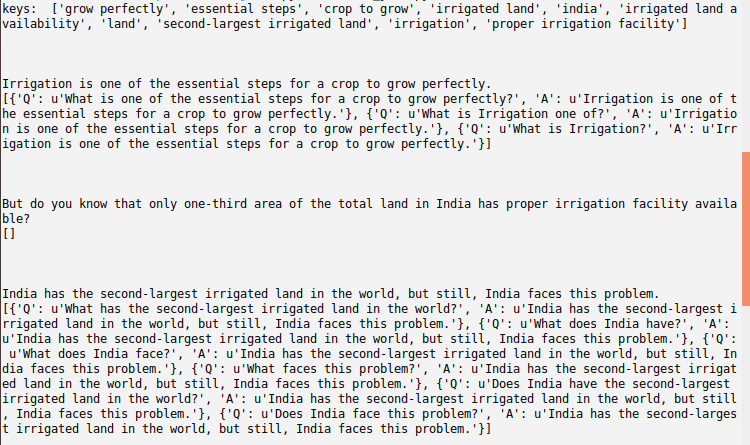 keys:  ['grow perfectly', 'essential steps', 'crop to grow', 'irrigated land', 'india', 'irrigated land a
vailability', 'land', 'second-largest irrigated land', 'irrigation', 'proper irrigation facility']
Irrigation is one of the essential steps for a crop to grow perfectly.
[{'Q': u'What is one of the essential steps for a crop to grow perfectly?', 'A': u'Irrigation is one of t
he essential steps for a crop to grow perfectly.'}, {'Q': u'What is Irrigation one of?', 'A': u'Irrigatio
n is one of the essential steps for a crop to grow perfectly.'}, {'Q': u'What is Irrigation?', 'A': u'Irr
igation is one of the essential steps for a crop to grow perfectly.'}]
But do you know that only one-third area of the total land in India has proper irrigation facility availa
ble?
[]
India has the second-largest irrigated land in the world, but still, India faces this problem.
[{'Q': u'What has the second-largest irrigated land in the world?', 'A': u'India has the second-largest i
rrigated land in the world, but still, India faces this problem.'}, {'Q': u'What does India have?', 'A':
u'India has the second-largest irrigated land in the world, but still, India faces this problem.'}, {'Q':
 u'What does India face?', 'A': u'India has the second-largest irrigated land in the world, but still, In
dia faces this problem.'}, {'Q': u'What faces this problem?', 'A': u'India has the second-largest irrigat
ed land in the world, but still, India faces this problem.'}, {'Q': u'Does India have the second-largest
irrigated land in the world?', 'A': u'India has the second-largest irrigated land in the world, but still
, India faces this problem.'}, {'Q': u'Does India face this problem?', 'A': u'India has the second-larges
t irrigated land in the world, but still, India faces this problem.'}]